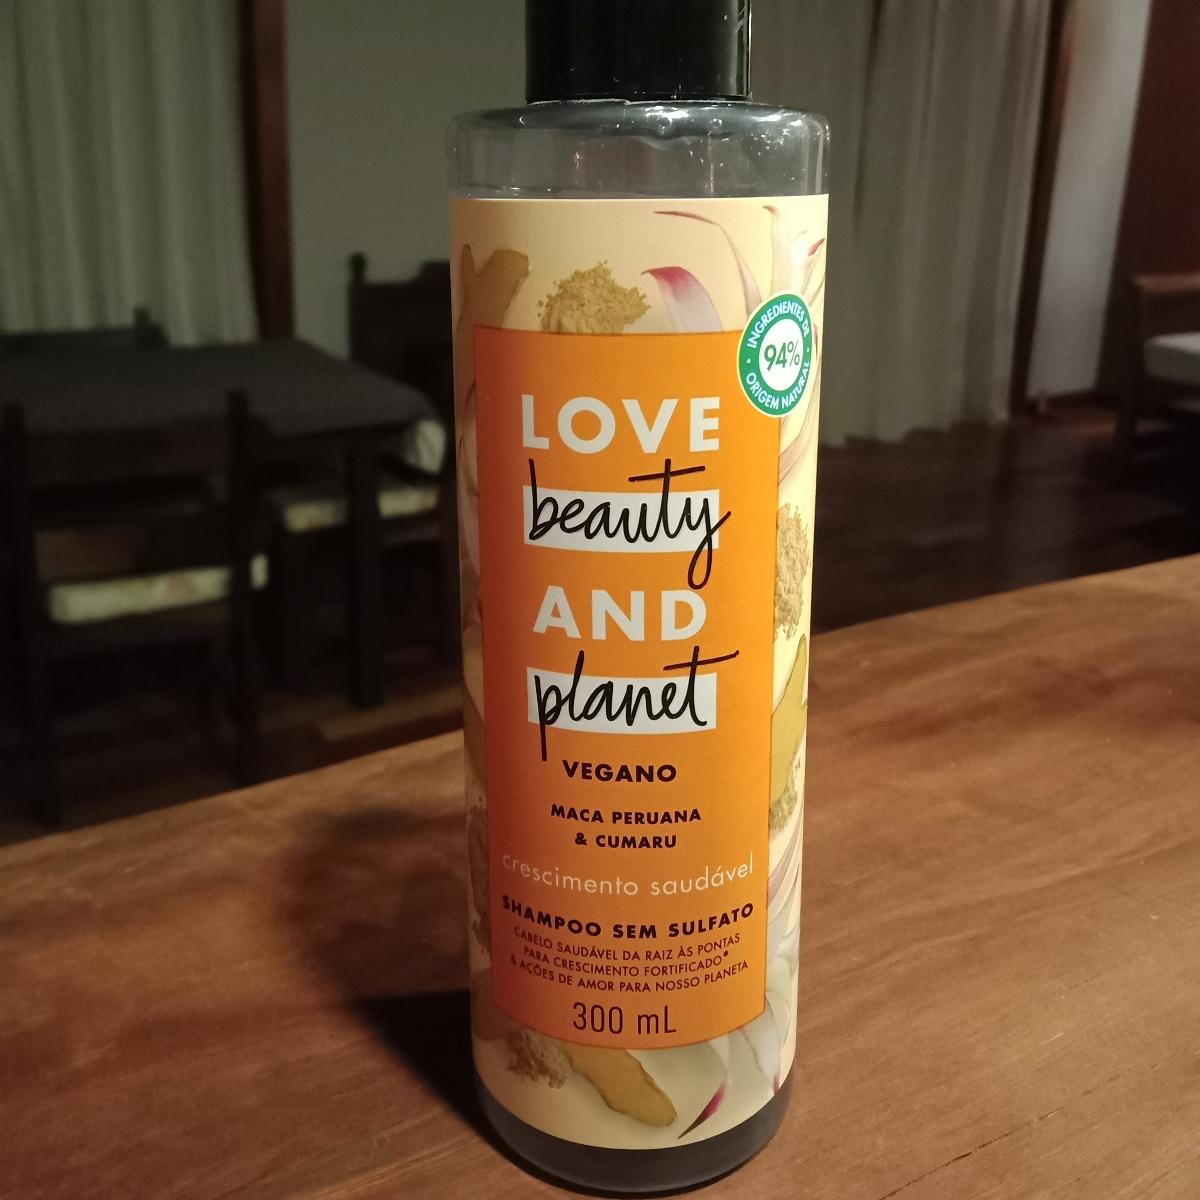 INGREDIENTES DE
94%
ORIGEM NATURAL
LOVE
beauty
AND
planet
VEGANO
MACA PERUANA
& CUMARU
crescimento saudável
SHAMPOO SEM SULFATO
CABELO SAUDÁVEL DA RAIZ ÀS PONTAS
PARA CRESCIMENTO FORTIFICADO*
& AÇÕES DE AMOR PARA NOSSO PLANETA
300 mL